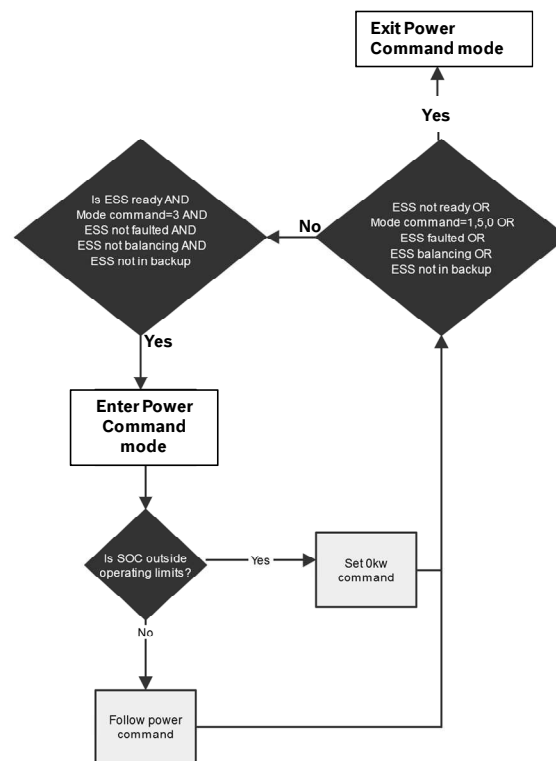 Exit Power
Command mode
Yes
Is ESS ready AND
Mode command=3 AND
ESS not faulted AND
ESS not balancing AND
ESS not in backup
No
ESS not ready OR
Mode command=1,5,0 OR
ESS faulted OR
ESS balancing OR
ESS not in backup
Yes
Enter Power
Command
mode
Is SOC outside
operating limits?
Yes
Set 0kw
command
No
Follow power
command